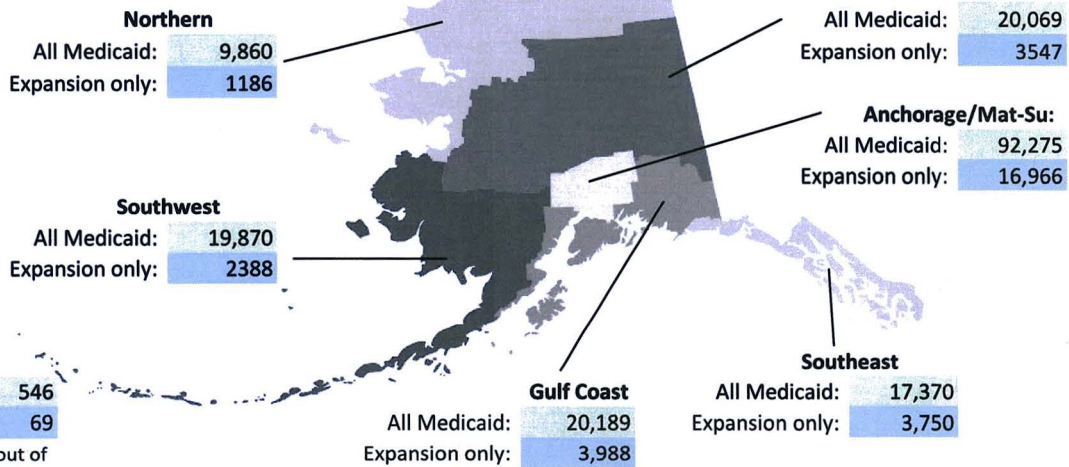 Northern
All Medicaid: 9,860
Expansion only: 1186
All Medicaid: 20,069
Expansion only: 3547
Anchorage/Mat-Su:
All Medicaid: 92,275
Expansion only: 16,966
Southwest
All Medicaid: 19,870
Expansion only: 2388
546
69
out of
Gulf Coast
All Medicaid: 20,189
Expansion only: 3,988
Southeast
All Medicaid: 17,370
Expansion only: 3,750